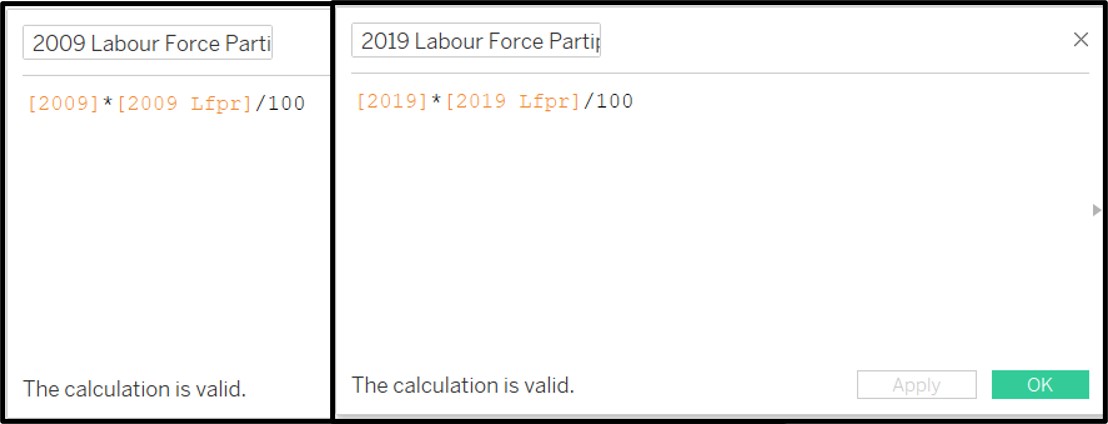 2009 Labour Force Parti
[2009]*[2009 Lfpr]/100
The calculation is valid.
2019 Labour Force Partip
[2019]*[2019 Lfpr]/100
The calculation is valid.
Apply
OK